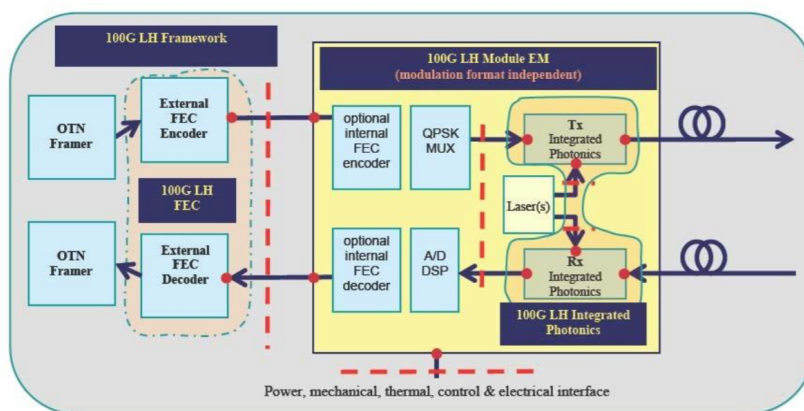 100G LH Framework
100G LH Module EM
(modulation format independent)
OTN
Framer
External
FEC
Encoder
optional
internal
FEC
encoder
QPSK
MUX
Tx
Integrated
Photonics
100G LH
FEC
Laser(s)
OTN
Framer
External
FEC
Decoder
optional
internal
FEC
decoder
A/D
DSP
Rx
Integrated
Photonics
100G LH Integrated
Photonics
Power, mechanical, thermal, control & electrical interface